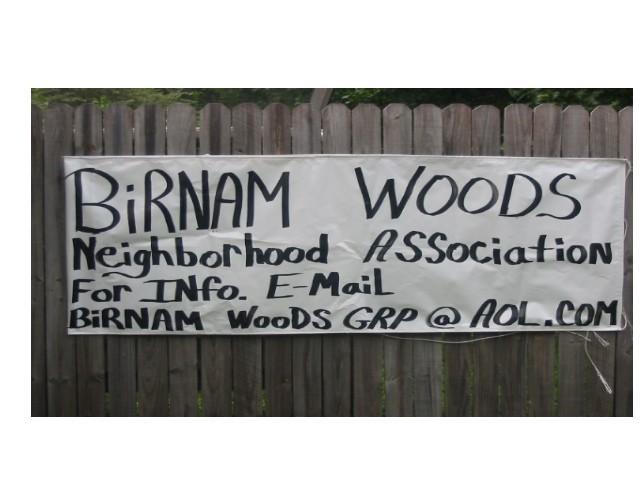 BiRNAM WOODS
Neighborhood ASSociation
For INfo. E-MaiL
BiRNAM WooDS GRP @ AOL.COM